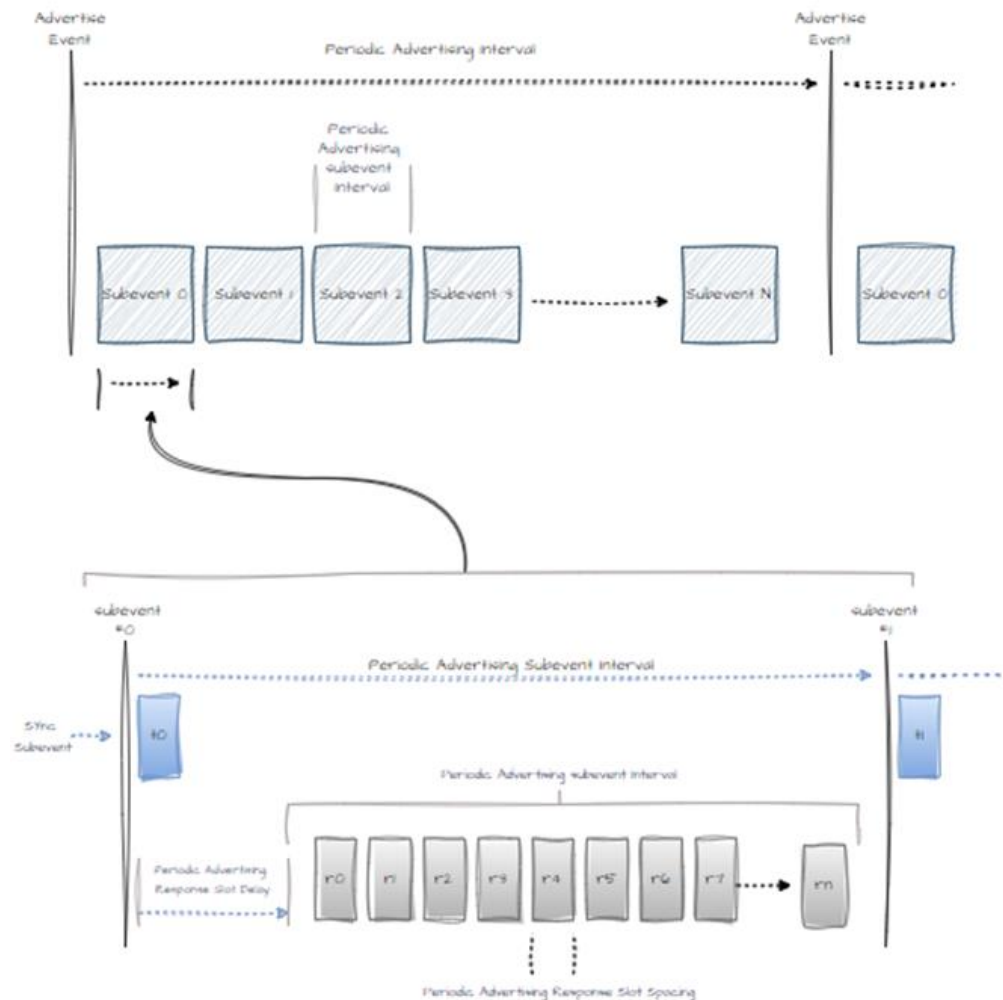 Advertise
Event
Advertise
Event
Periodic Advertising interval
Periodic
Advertising
subevent
interval
Subevent 0
Subevent 1
Subevent 2
Subevent 3
Subevent N
Subevent 0
subevent
#0
subevent
#1
Periodic Advertising Subevent interval
SYnc
Subevent
t0
t1
Periodic Advertising subevent interval
Periodic Advertising
Response Slot Delay
r0
r1
r2
r3
r4
r5
r6
r7
rn
Periodic Advertising Response Slot Spacing